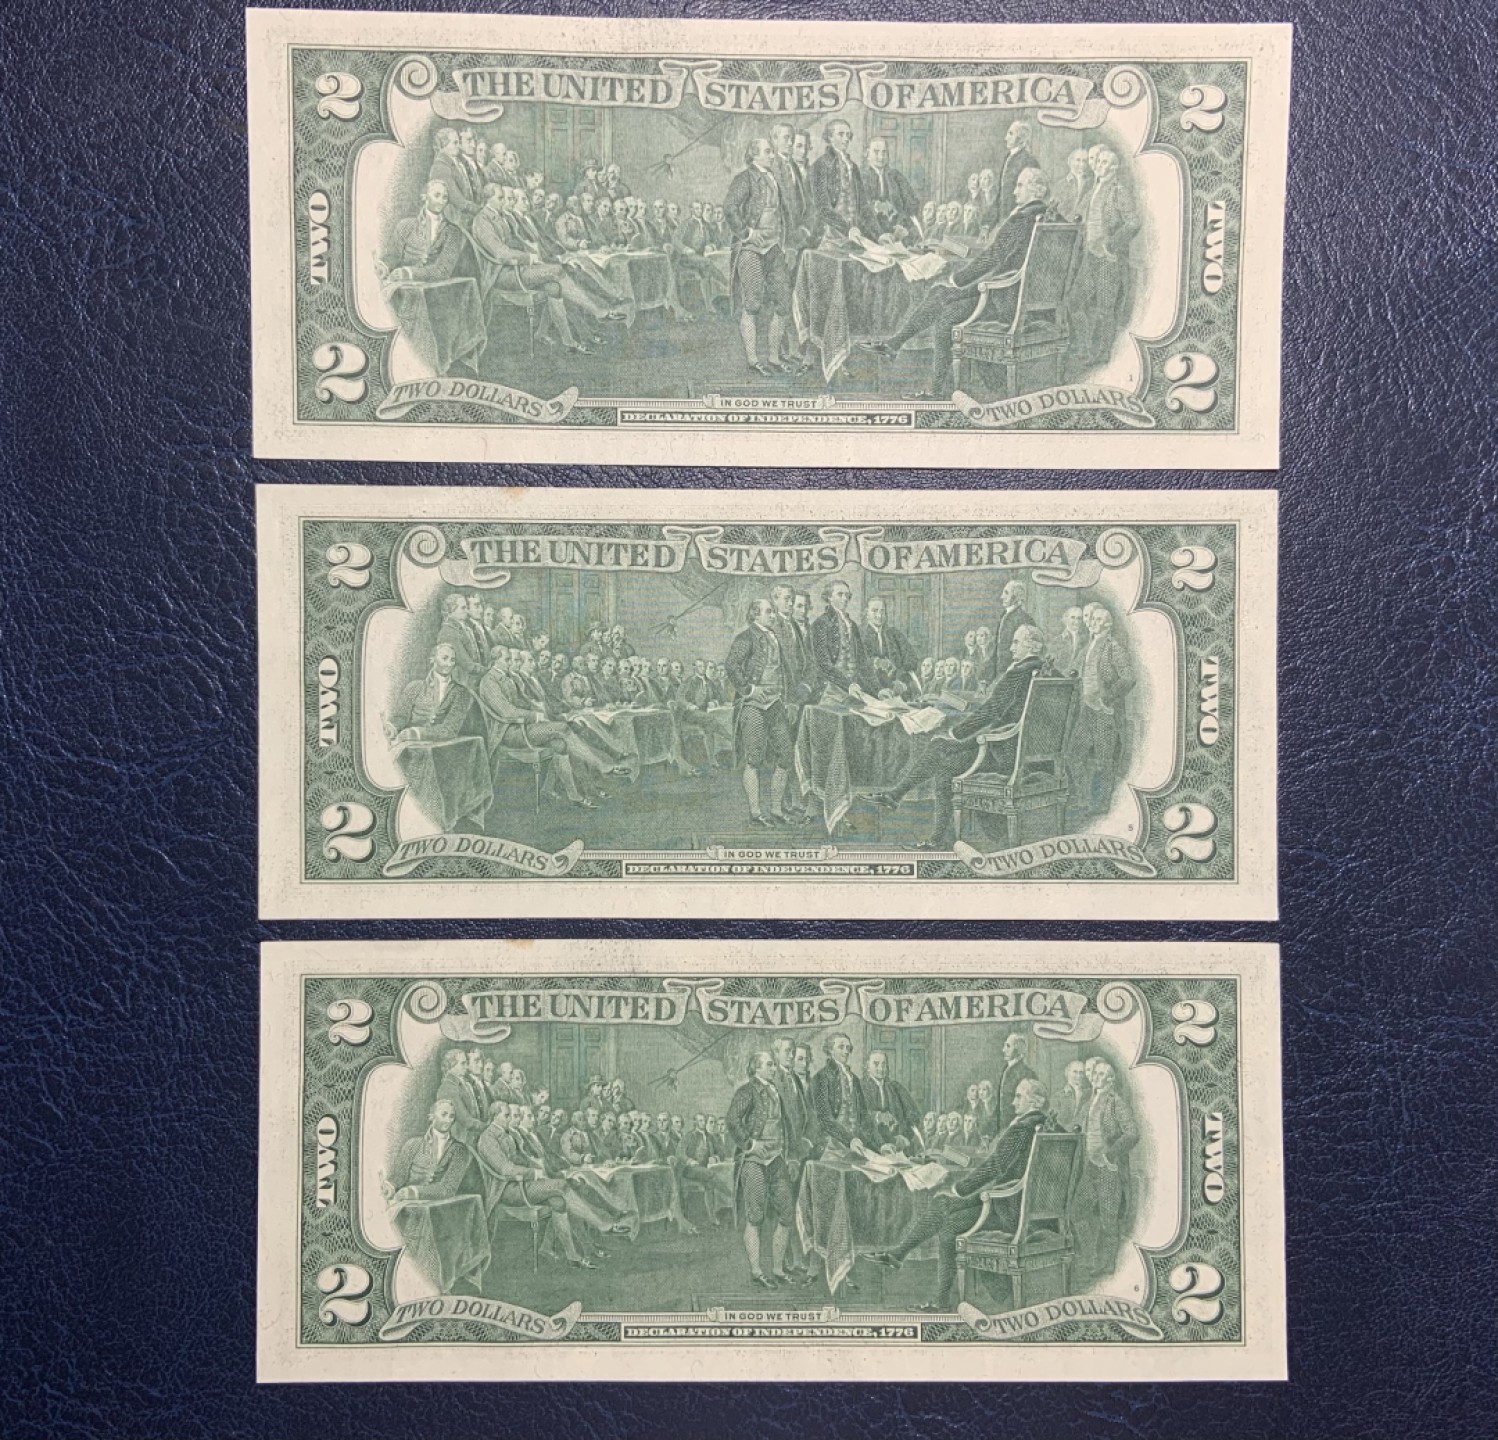 2 THE UNITED STATES OF AMERICA 2
TWO TWO
2 TWO DOLLARS IN GOD WE TRUST TWO DOLLARS 1 2
DECLARATION OF INDEPENDENCE, 1776
2 THE UNITED STATES OF AMERICA 2
TWO TWO
2 TWO DOLLARS IN GOD WE TRUST TWO DOLLARS 5 2
DECLARATION OF INDEPENDENCE, 1776
2 THE UNITED STATES OF AMERICA 2
TWO TWO
2 TWO DOLLARS IN GOD WE TRUST TWO DOLLARS 6 2
DECLARATION OF INDEPENDENCE, 1776